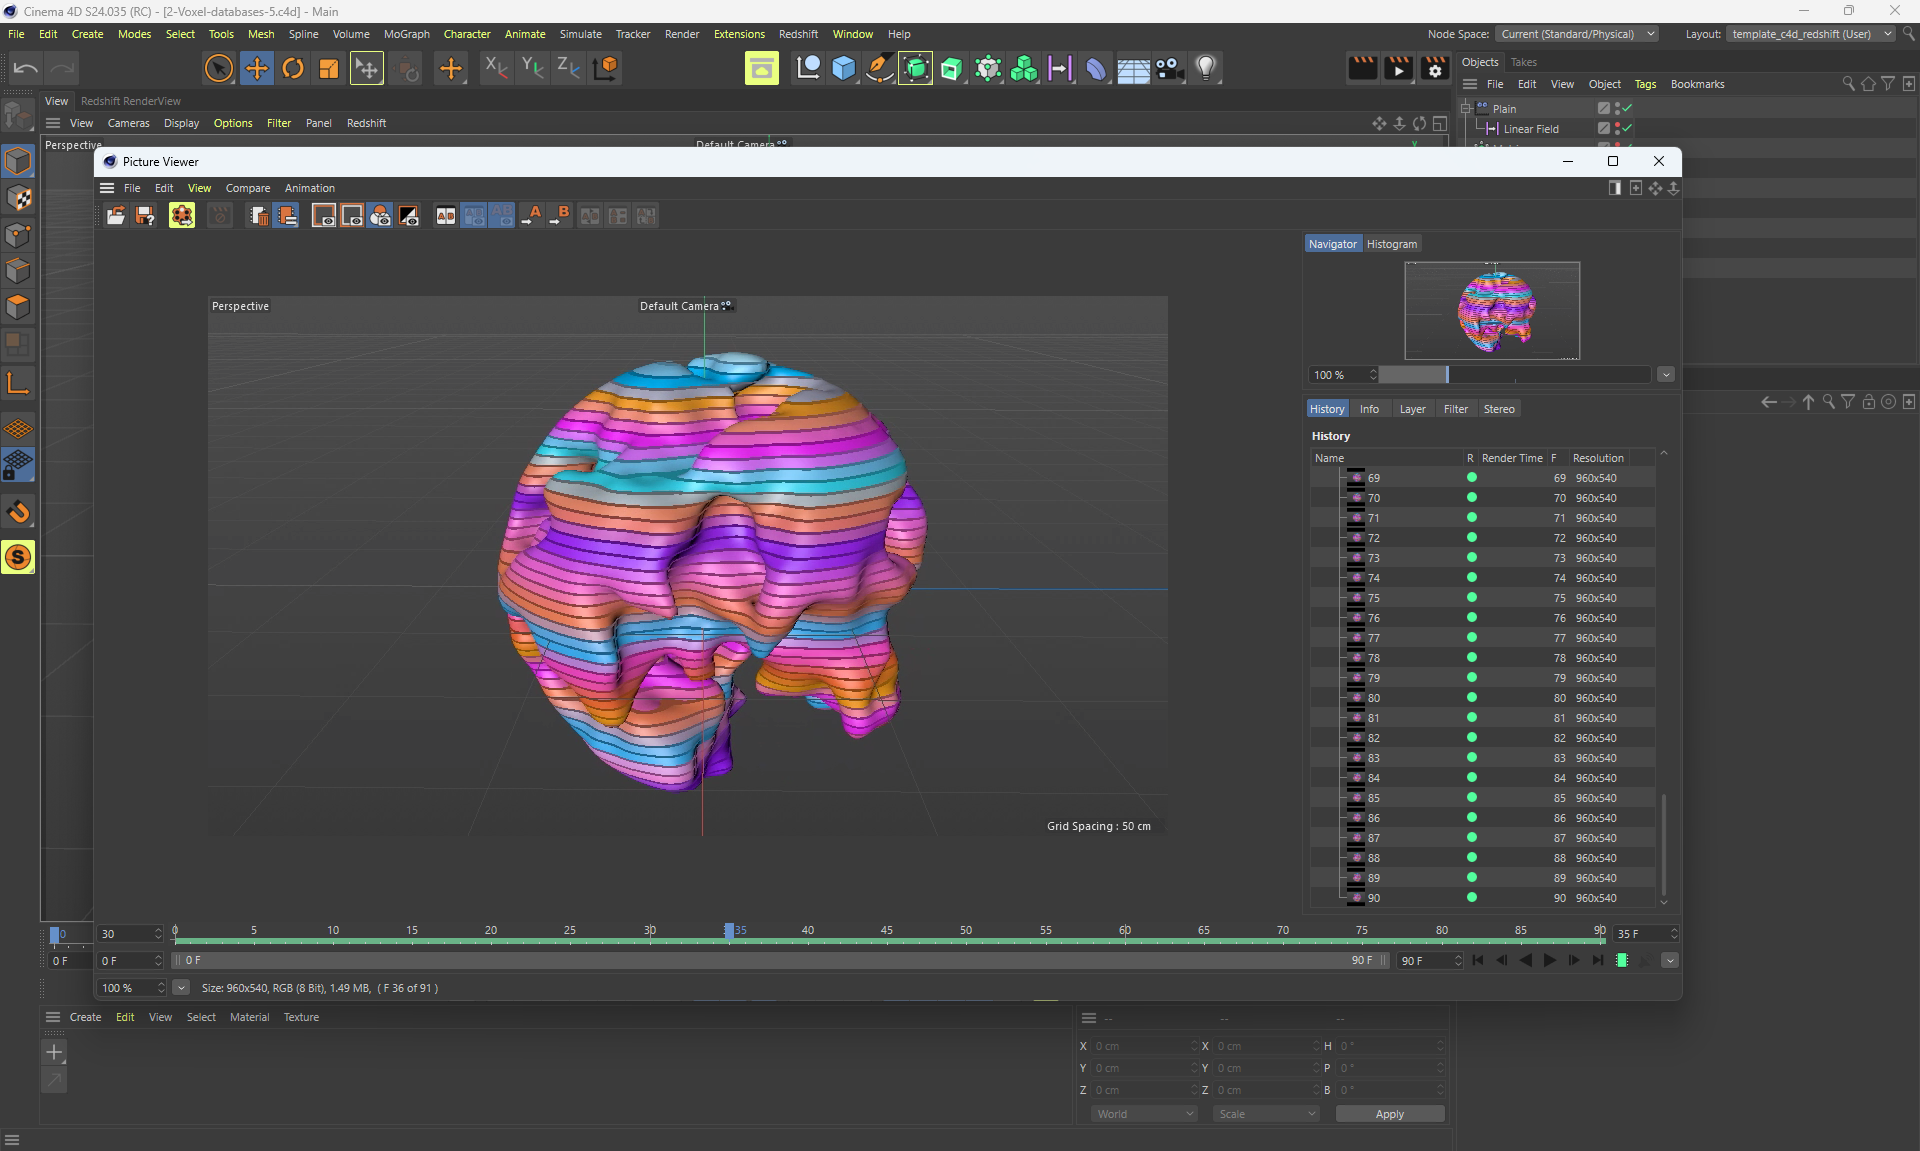 Cinema 4D S24.035 (RC) - [2-Voxel-databases-5.c4d] - Main
File Edit Create Modes Select Tools Mesh Spline Volume MoGraph Character Animate Simulate Tracker Render Extensions Redshift Window Help
Node Space: Current (Standard/Physical) Layout: template_c4d_redshift (User)
X Y Z
Objects Takes
File Edit View Object Tags Bookmarks
Plain
Linear Field
View Redshift RenderView
View Cameras Display Options Filter Panel Redshift
Perspective Default Camera
Picture Viewer
File Edit View Compare Animation
Navigator Histogram
Perspective Default Camera
100 %
History Info Layer Filter Stereo
History
Name R Render Time F Resolution
69 69 960x540
70 70 960x540
71 71 960x540
72 72 960x540
73 73 960x540
74 74 960x540
75 75 960x540
76 76 960x540
77 77 960x540
78 78 960x540
79 79 960x540
80 80 960x540
81 81 960x540
82 82 960x540
83 83 960x540
84 84 960x540
85 85 960x540
86 86 960x540
87 87 960x540
88 88 960x540
89 89 960x540
90 90 960x540
Grid Spacing : 50 cm
0 30 0 5 10 15 20 25 30 35 40 45 50 55 60 65 70 75 80 85 90 35 F
0 F 0 F 0 F 90 F 90 F
100 % Size: 960x540, RGB (8 Bit), 1.49 MB, ( F 36 of 91 )
Create Edit View Select Material Texture
-- -- --
X 0 cm X 0 cm H 0 °
Y 0 cm Y 0 cm P 0 °
Z 0 cm Z 0 cm B 0 °
World Scale Apply